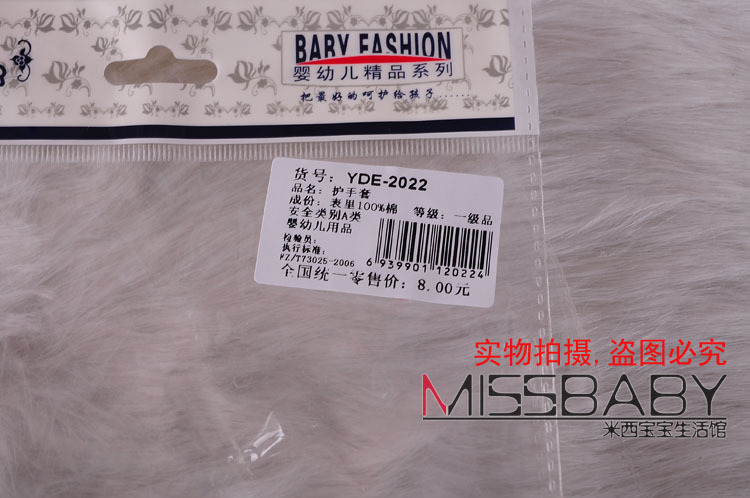 BABY FASHION
婴幼儿精品系列
把最好的呵护给孩子......
货号: YDE-2022
品名: 护手套
成份: 表里100%棉 等级: 一级品
安全类别A类
婴幼儿用品
检验员:
执行标准:
FZ/T73025-2006
6939901120224
全国统一零售价: 8.00元
实物拍摄,盗图必究
MISSBABY
米西宝宝生活馆